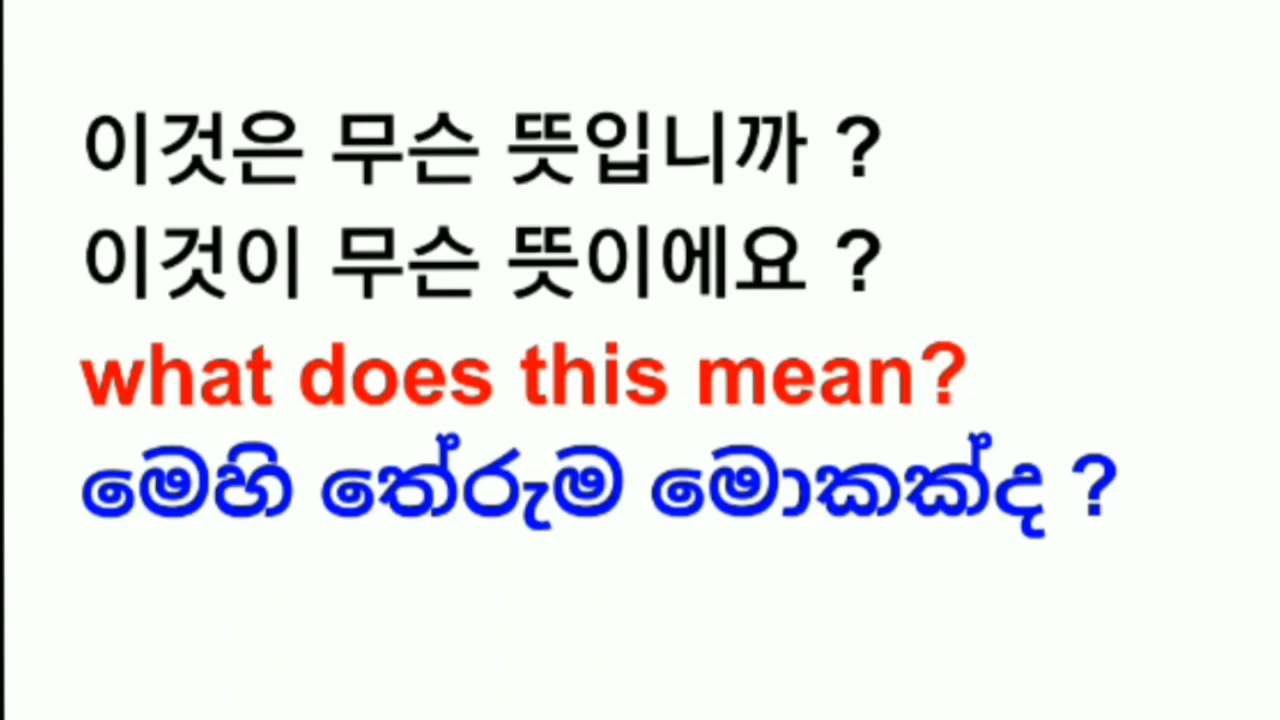 이것은 무슨 뜻입니까 ?
이것이 무슨 뜻이에요 ?
what does this mean?
මෙහි තේරුම මොකක්ද ?